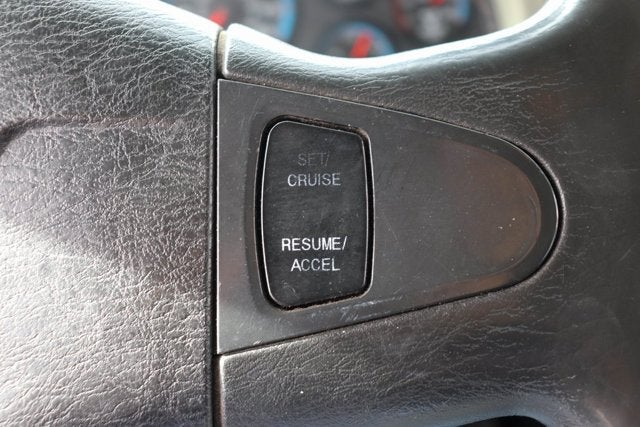 SET/
CRUISE
RESUME/
ACCEL